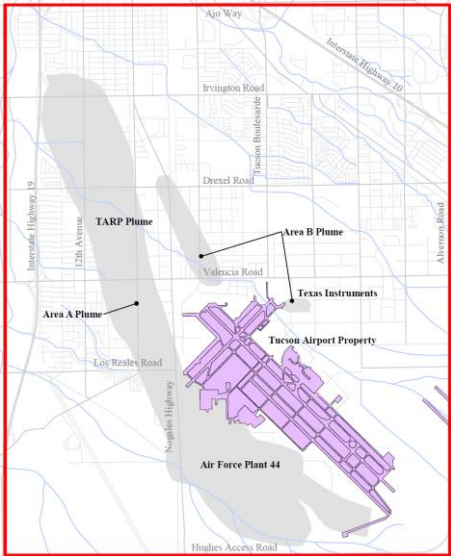 Ajo Way
Interstate Highway 10
Irvington Road
Tucson Boulevarde
Drexel Road
Interstate Highway 19
12th Avenue
TARP Plume
Area B Plume
Alvernon Road
Valencia Road
Texas Instruments
Area A Plume
Tucson Airport Property
Los Reales Road
Nogales Highway
Air Force Plant 44
Hughes Access Road